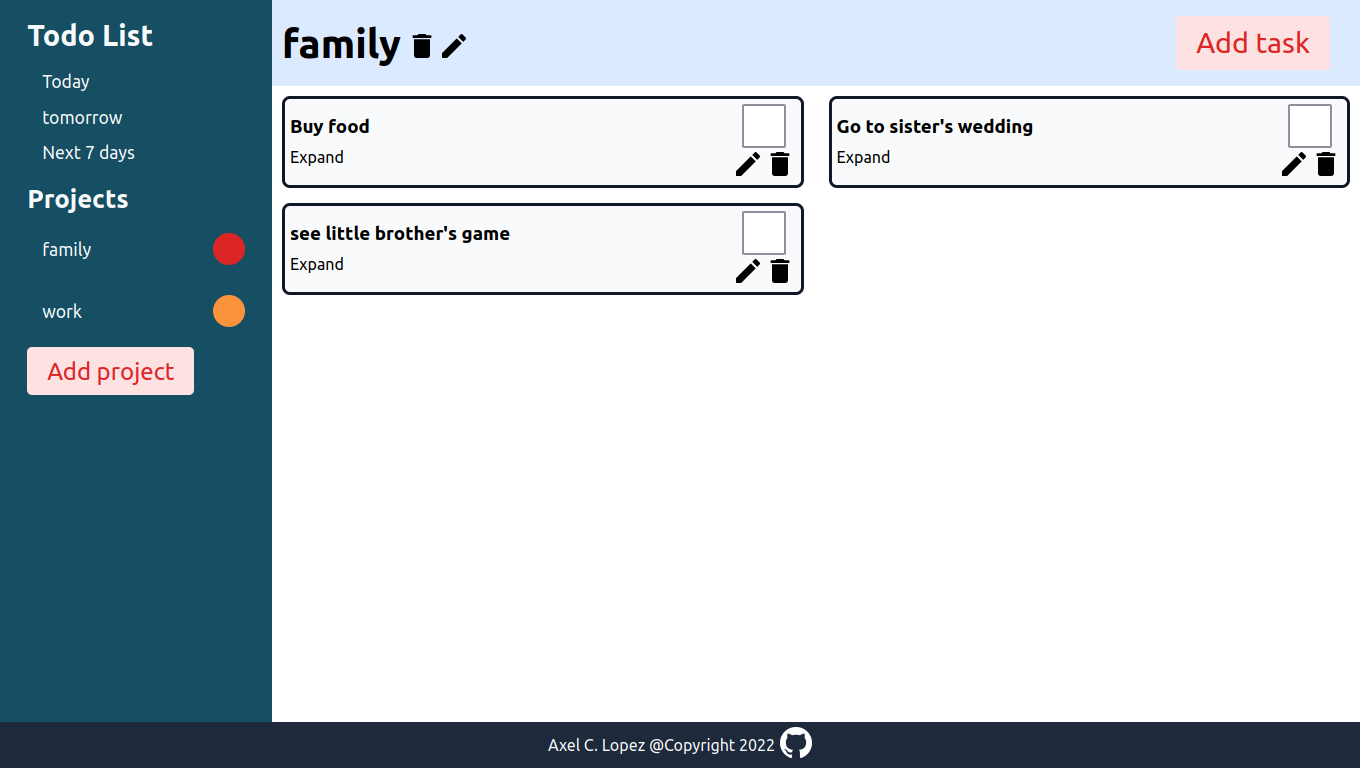 Todo List
Today
tomorrow
Next 7 days
Projects
family
work
Add project
family
Add task
Buy food
Expand
Go to sister's wedding
Expand
see little brother's game
Expand
Axel C. Lopez @Copyright 2022